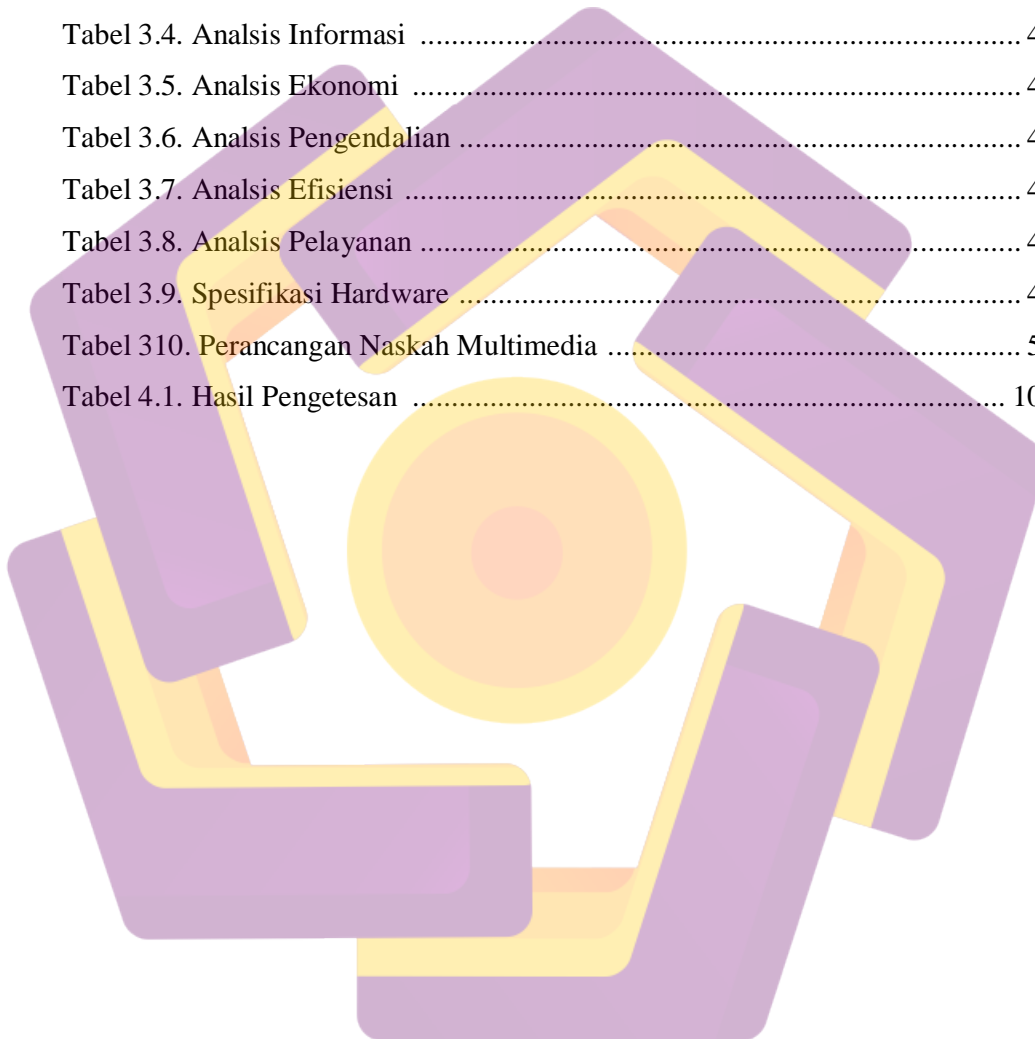 Tabel 3.4. Analsis Informasi ........................................................................... 4
Tabel 3.5. Analsis Ekonomi ............................................................................ 4
Tabel 3.6. Analsis Pengendalian ...................................................................... 4
Tabel 3.7. Analsis Efisiensi ............................................................................. 4
Tabel 3.8. Analsis Pelayanan ........................................................................... 4
Tabel 3.9. Spesifikasi Hardware ...................................................................... 4
Tabel 310. Perancangan Naskah Multimedia ................................................... 5
Tabel 4.1. Hasil Pengetesan .......................................................................... 10